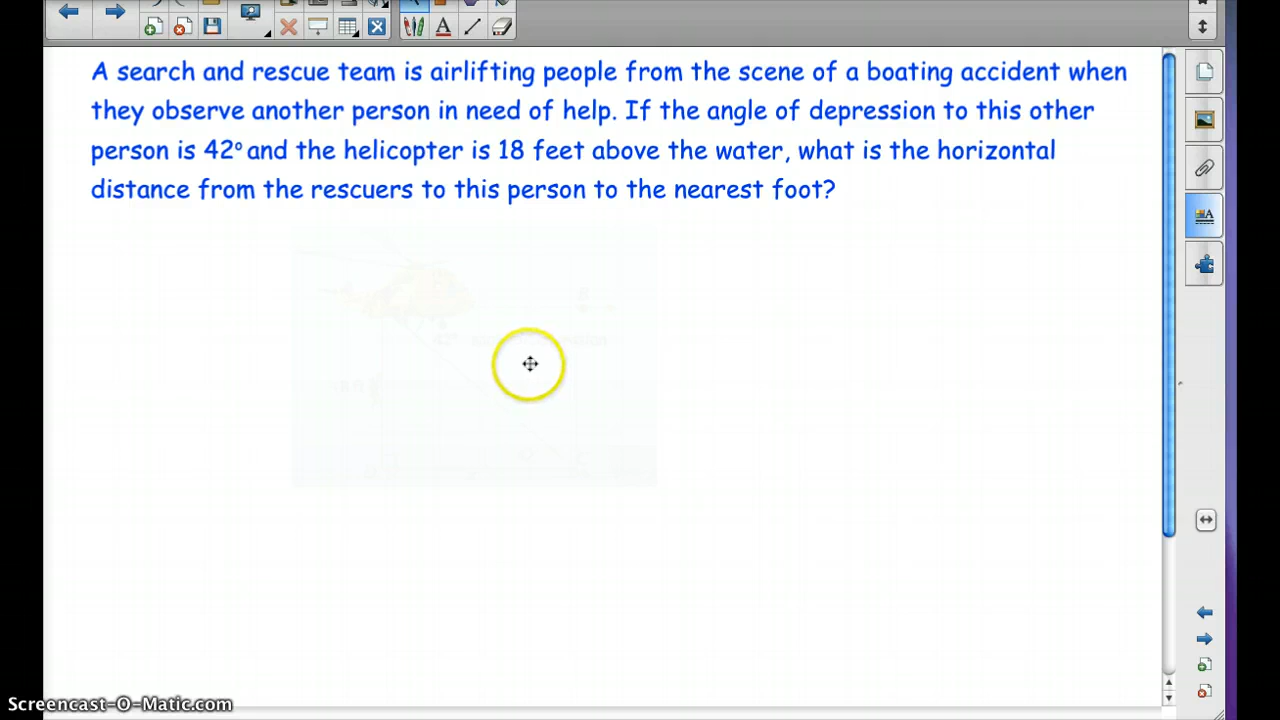 A search and rescue team is airlifting people from the scene of a boating accident when
they observe another person in need of help. If the angle of depression to this other
person is 42° and the helicopter is 18 feet above the water, what is the horizontal
distance from the rescuers to this person to the nearest foot?
Screencast-O-Matic.com